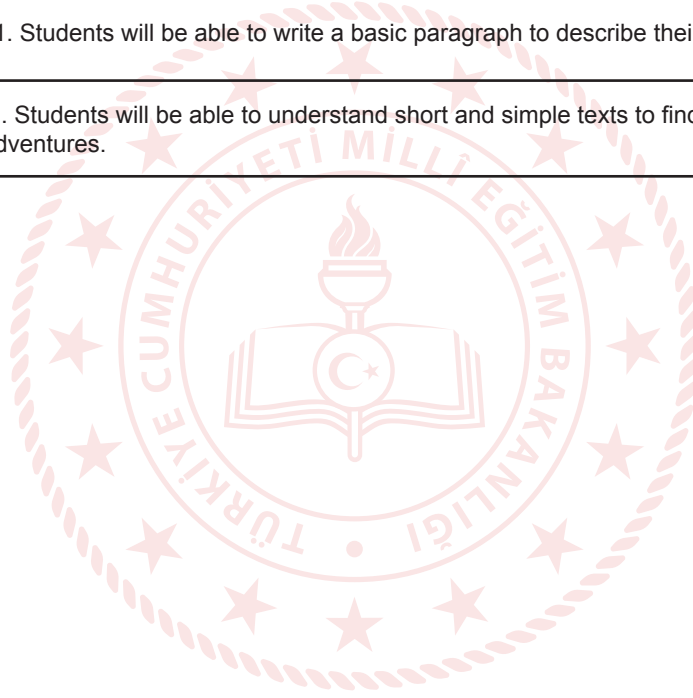 1. Students will be able to write a basic paragraph to describe thei
. Students will be able to understand short and simple texts to find
dventures.
TÜRKİYE CUMHURİYETİ MİLLÎ EĞİTİM BAKANLIĞI